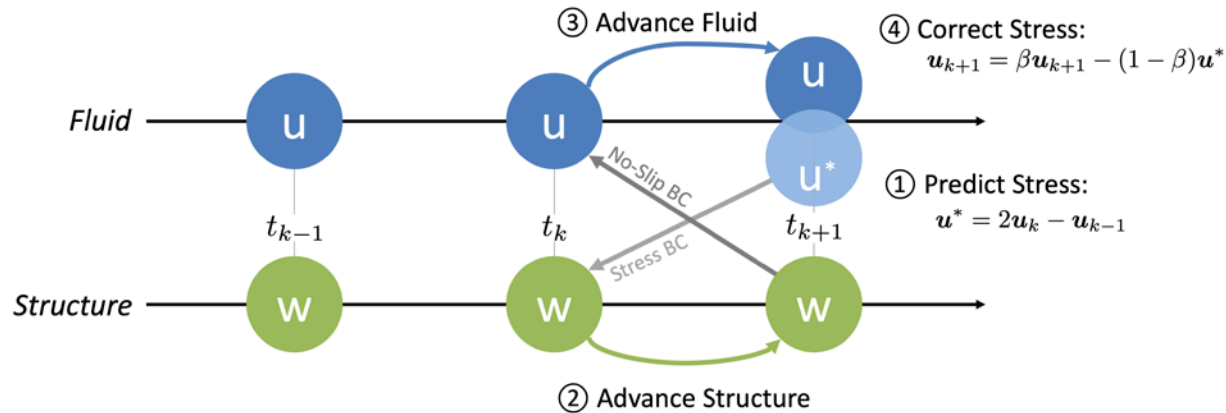 ③ Advance Fluid
④ Correct Stress:
u_{k+1} = βu_{k+1} − (1 − β)u*
u
Fluid
u
u
u*
No-Slip BC
① Predict Stress:
u* = 2u_k − u_{k−1}
t_{k−1}
t_k
t_{k+1}
Stress BC
Structure
w
w
w
② Advance Structure